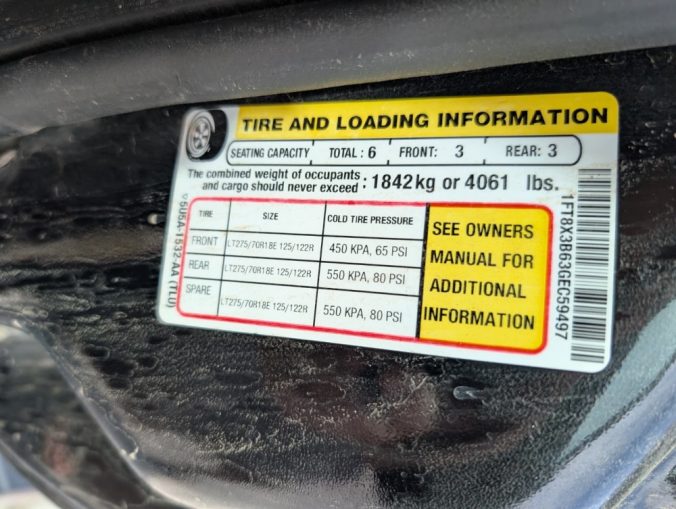 TIRE AND LOADING INFORMATION
SEATING CAPACITY TOTAL : 6 FRONT: 3 REAR: 3
The combined weight of occupants
and cargo should never exceed : 1842kg or 4061 lbs.
TIRE SIZE COLD TIRE PRESSURE
FRONT LT275/70R18E 125/122R 450 KPA, 65 PSI
REAR LT275/70R18E 125/122R 550 KPA, 80 PSI
SPARE LT275/70R18E 125/122R 550 KPA, 80 PSI
SEE OWNERS
MANUAL FOR
ADDITIONAL
INFORMATION
1FT8X3B63GEC59497
5U5A-1532-AA (TLU)